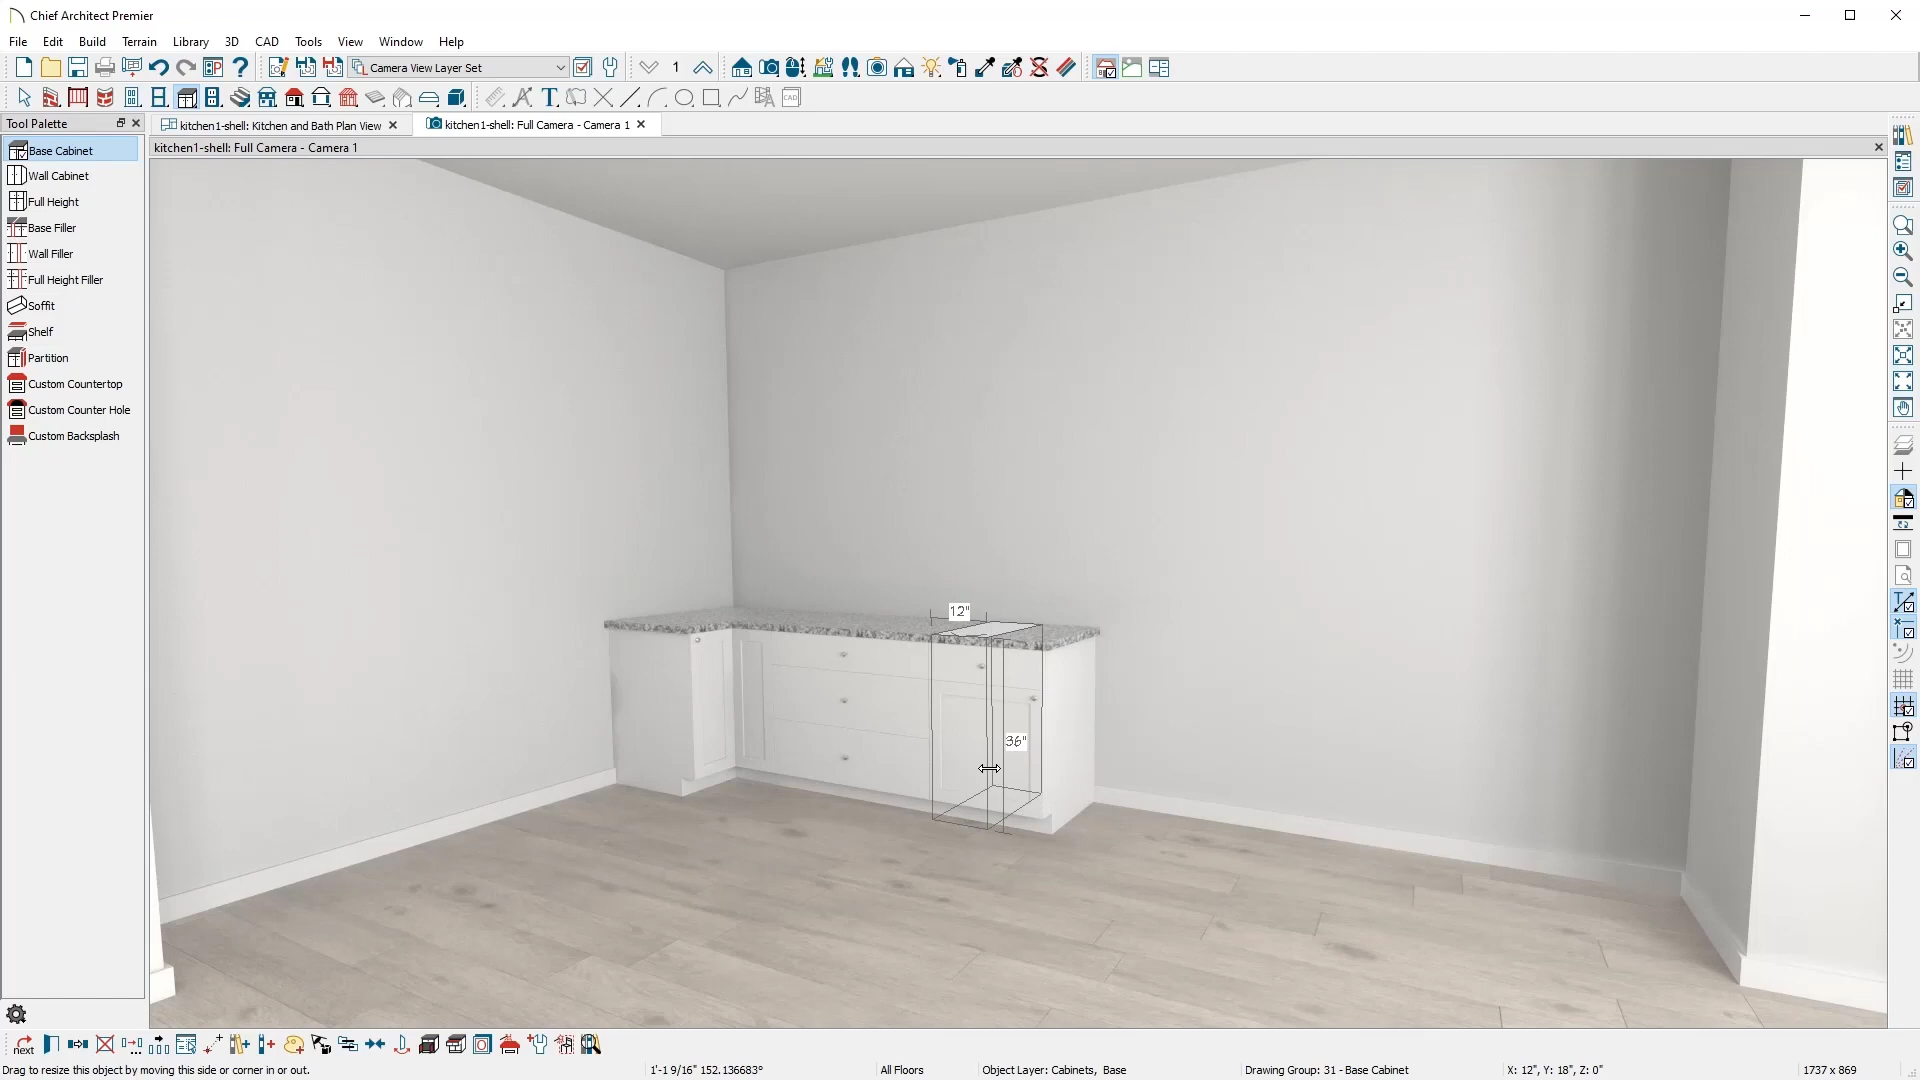 Chief Architect Premier
File Edit Build Terrain Library 3D CAD Tools View Window Help
Camera View Layer Set 1
CAD
Tool Palette
kitchen1-shell: Kitchen and Bath Plan View
kitchen1-shell: Full Camera - Camera 1
kitchen1-shell: Full Camera - Camera 1
Base Cabinet
Wall Cabinet
Full Height
Base Filler
Wall Filler
Full Height Filler
Soffit
Shelf
Partition
Custom Countertop
Custom Counter Hole
Custom Backsplash
12"
36"
next
Drag to resize this object by moving this side or corner in or out.
1'-1 9/16" 152.136683°
All Floors
Object Layer: Cabinets, Base
Drawing Group: 31 - Base Cabinet
X: 12", Y: 18", Z: 0"
1737 x 869